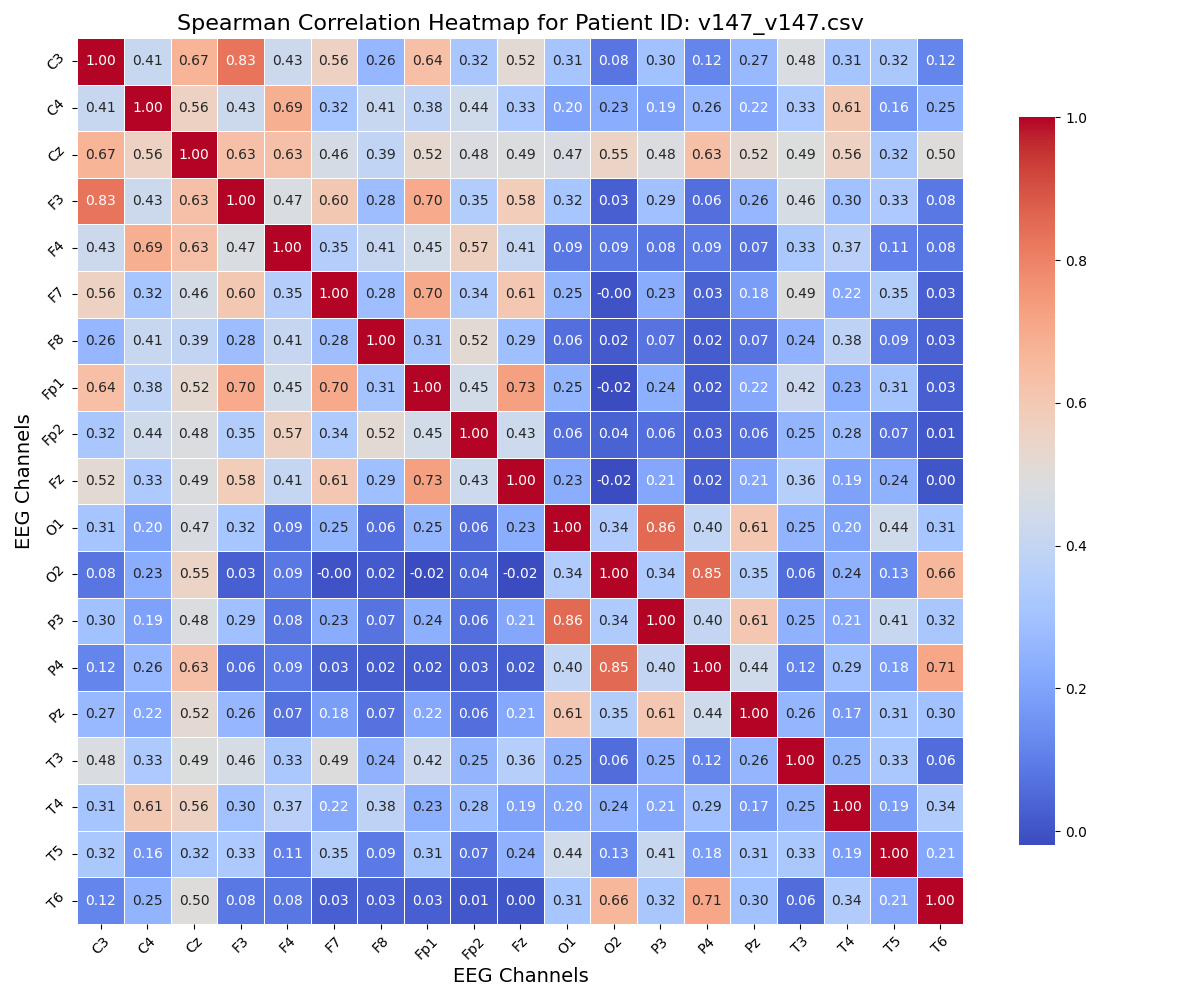 Spearman Correlation Heatmap for Patient ID: v147_v147.csv
C3 1.00 0.41 0.67 0.83 0.43 0.56 0.26 0.64 0.32 0.52 0.31 0.08 0.30 0.12 0.27 0.48 0.31 0.32 0.12
C4 0.41 1.00 0.56 0.43 0.69 0.32 0.41 0.38 0.44 0.33 0.20 0.23 0.19 0.26 0.22 0.33 0.61 0.16 0.25
Cz 0.67 0.56 1.00 0.63 0.63 0.46 0.39 0.52 0.48 0.49 0.47 0.55 0.48 0.63 0.52 0.49 0.56 0.32 0.50
F3 0.83 0.43 0.63 1.00 0.47 0.60 0.28 0.70 0.35 0.58 0.32 0.03 0.29 0.06 0.26 0.46 0.30 0.33 0.08
F4 0.43 0.69 0.63 0.47 1.00 0.35 0.41 0.45 0.57 0.41 0.09 0.09 0.08 0.09 0.07 0.33 0.37 0.11 0.08
F7 0.56 0.32 0.46 0.60 0.35 1.00 0.28 0.70 0.34 0.61 0.25 -0.00 0.23 0.03 0.18 0.49 0.22 0.35 0.03
F8 0.26 0.41 0.39 0.28 0.41 0.28 1.00 0.31 0.52 0.29 0.06 0.02 0.07 0.02 0.07 0.24 0.38 0.09 0.03
Fp1 0.64 0.38 0.52 0.70 0.45 0.70 0.31 1.00 0.45 0.73 0.25 -0.02 0.24 0.02 0.22 0.42 0.23 0.31 0.03
Fp2 0.32 0.44 0.48 0.35 0.57 0.34 0.52 0.45 1.00 0.43 0.06 0.04 0.06 0.03 0.06 0.25 0.28 0.07 0.01
Fz 0.52 0.33 0.49 0.58 0.41 0.61 0.29 0.73 0.43 1.00 0.23 -0.02 0.21 0.02 0.21 0.36 0.19 0.24 0.00
O1 0.31 0.20 0.47 0.32 0.09 0.25 0.06 0.25 0.06 0.23 1.00 0.34 0.86 0.40 0.61 0.25 0.20 0.44 0.31
O2 0.08 0.23 0.55 0.03 0.09 -0.00 0.02 -0.02 0.04 -0.02 0.34 1.00 0.34 0.85 0.35 0.06 0.24 0.13 0.66
P3 0.30 0.19 0.48 0.29 0.08 0.23 0.07 0.24 0.06 0.21 0.86 0.34 1.00 0.40 0.61 0.25 0.21 0.41 0.32
P4 0.12 0.26 0.63 0.06 0.09 0.03 0.02 0.02 0.03 0.02 0.40 0.85 0.40 1.00 0.44 0.12 0.29 0.18 0.71
Pz 0.27 0.22 0.52 0.26 0.07 0.18 0.07 0.22 0.06 0.21 0.61 0.35 0.61 0.44 1.00 0.26 0.17 0.31 0.30
T3 0.48 0.33 0.49 0.46 0.33 0.49 0.24 0.42 0.25 0.36 0.25 0.06 0.25 0.12 0.26 1.00 0.25 0.33 0.06
T4 0.31 0.61 0.56 0.30 0.37 0.22 0.38 0.23 0.28 0.19 0.20 0.24 0.21 0.29 0.17 0.25 1.00 0.19 0.34
T5 0.32 0.16 0.32 0.33 0.11 0.35 0.09 0.31 0.07 0.24 0.44 0.13 0.41 0.18 0.31 0.33 0.19 1.00 0.21
T6 0.12 0.25 0.50 0.08 0.08 0.03 0.03 0.03 0.01 0.00 0.31 0.66 0.32 0.71 0.30 0.06 0.34 0.21 1.00
C3 C4 Cz F3 F4 F7 F8 Fp1 Fp2 Fz O1 O2 P3 P4 Pz T3 T4 T5 T6
EEG Channels
EEG Channels
1.0
0.8
0.6
0.4
0.2
0.0